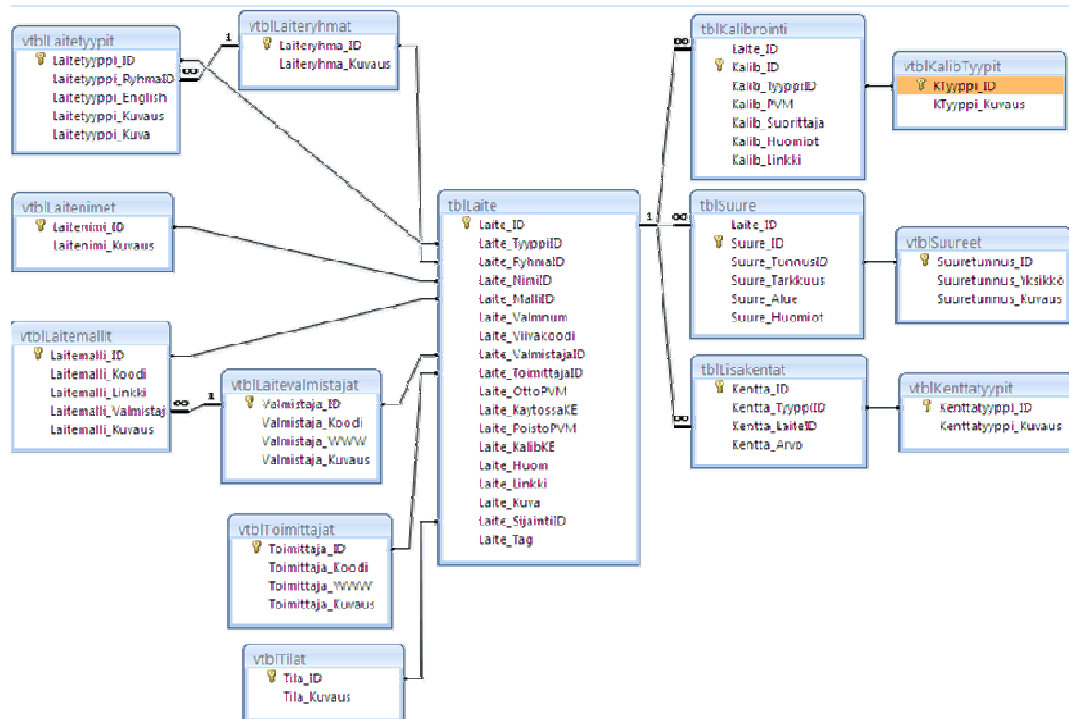 vtblLaitetyypit
Laitetyyppi_ID
Laitetyyppi_RyhmaID
Laitetyyppi_English
Laitetyyppi_Kuvaus
Laitetyyppi_Kuva
vtblLaiteryhmat
Laiteryhma_ID
Laiteryhma_Kuvaus
1
∞
vtblLaitenimet
Laitenimi_ID
Laitenimi_Kuvaus
vtblLaitemallit
Laitemalli_ID
Laitemalli_Koodi
Laitemalli_Linkki
Laitemalli_Valmistaj
Laitemalli_Kuvaus
∞
1
vtblLaitevalmistajat
Valmistaja_ID
Valmistaja_Koodi
Valmistaja_WWW
Valmistaja_Kuvaus
vtblToimittajat
Toimittaja_ID
Toimittaja_Koodi
Toimittaja_WWW
Toimittaja_Kuvaus
vtblTilat
Tila_ID
Tila_Kuvaus
tblLaite
Laite_ID
Laite_TyyppiID
Laite_RyhmaID
Laite_NimiID
Laite_MalliID
Laite_Valmnum
Laite_Viivakoodi
Laite_ValmistajaID
Laite_ToimittajaID
Laite_OttoPVM
Laite_KaytossaKE
Laite_PoistoPVM
Laite_KalibKE
Laite_Huom
Laite_Linkki
Laite_Kuva
Laite_SijaintiID
Laite_Tag
1
∞
∞
∞
tblKalibrointi
Laite_ID
Kalib_ID
Kalib_TyyppiID
Kalib_PVM
Kalib_Suorittaja
Kalib_Huomiot
Kalib_Linkki
vtblKalibTyypit
KTyyppi_ID
KTyyppi_Kuvaus
tblSuure
Laite_ID
Suure_ID
Suure_TunnusID
Suure_Tarkkuus
Suure_Alue
Suure_Huomiot
vtblSuureet
Suuretunnus_ID
Suuretunnus_Yksikko
Suuretunnus_Kuvaus
tblLisakentat
Kentta_ID
Kentta_TyyppiID
Kentta_LaiteID
Kentta_Arvo
vtblKenttatyypit
Kenttatyyppi_ID
Kenttatyyppi_Kuvaus